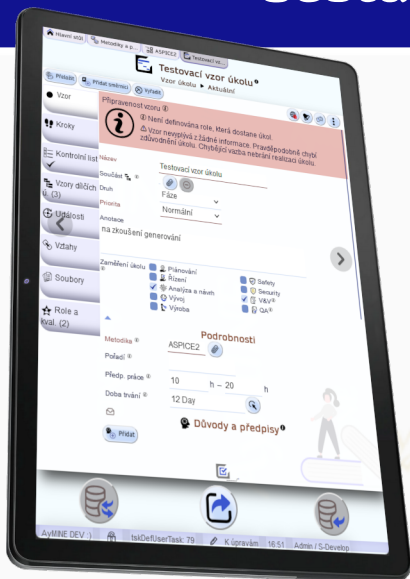 Hlavní stůl
Metodiky a p...
ASPICE2
Testovací vz...
Testovací vzor úkolu
Vzor úkolu ▶ Aktuální
Přeložit
Přidat směrnici
Vyřadit
Vzor
Kroky
Kontrolní list
Vzory dílčích ú. (3)
Události
Vztahy
Soubory
Role a kval. (2)
Připravenost vzoru
Není definována role, která dostane úkol.
Vzor nevyplývá z žádné informace. Pravděpodobně chybí
zdůvodnění úkolu. Chybějící vazba nebrání realizaci úkolu.
Název Testovací vzor úkolu
Součást
Druh Fáze
Priorita Normální
Anotace
na zkoušení generování
Zaměření úkolu
Plánování
Řízení
Analýza a návrh
Vývoj
Výroba
Safety
Security
V&V
QA
Podrobnosti
Metodika ASPICE2
Pořadí
Předp. práce 10 h – 20 h
Doba trvání 12 Day
Důvody a předpisy
Přidat
AyMINE DEV :)
tskDefUserTask: 79
K úpravám
16:51
Admin / S-Develop